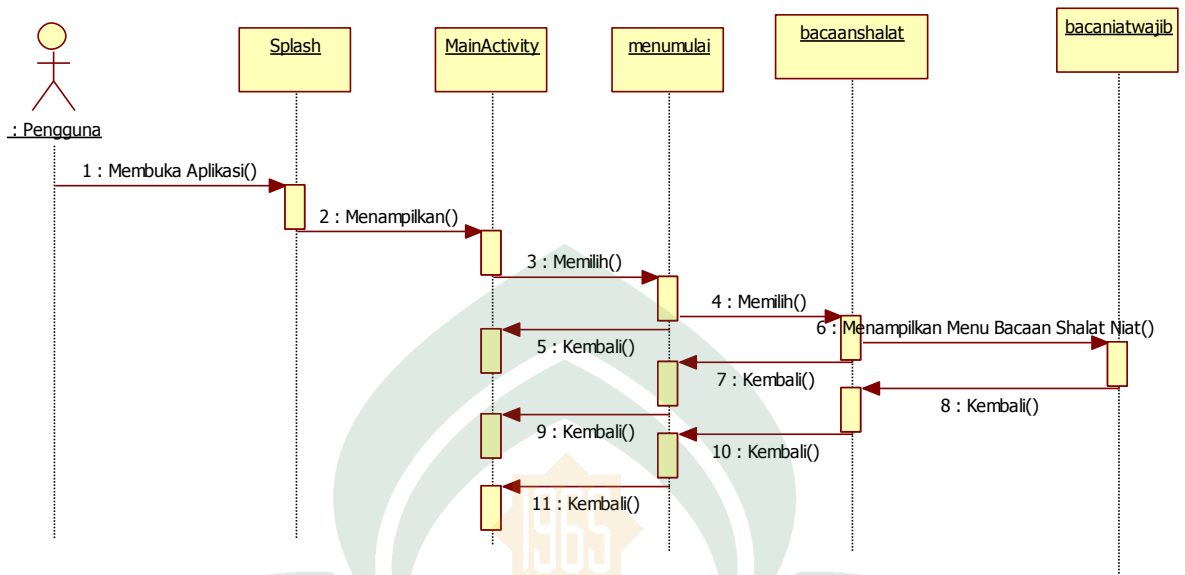 : Pengguna
Splash
MainActivity
menumulai
bacaanshalat
bacaniatwajib
1 : Membuka Aplikasi()
2 : Menampilkan()
3 : Memilih()
4 : Memilih()
5 : Kembali()
6 : Menampilkan Menu Bacaan Shalat Niat()
7 : Kembali()
8 : Kembali()
9 : Kembali()
10 : Kembali()
11 : Kembali()
1965